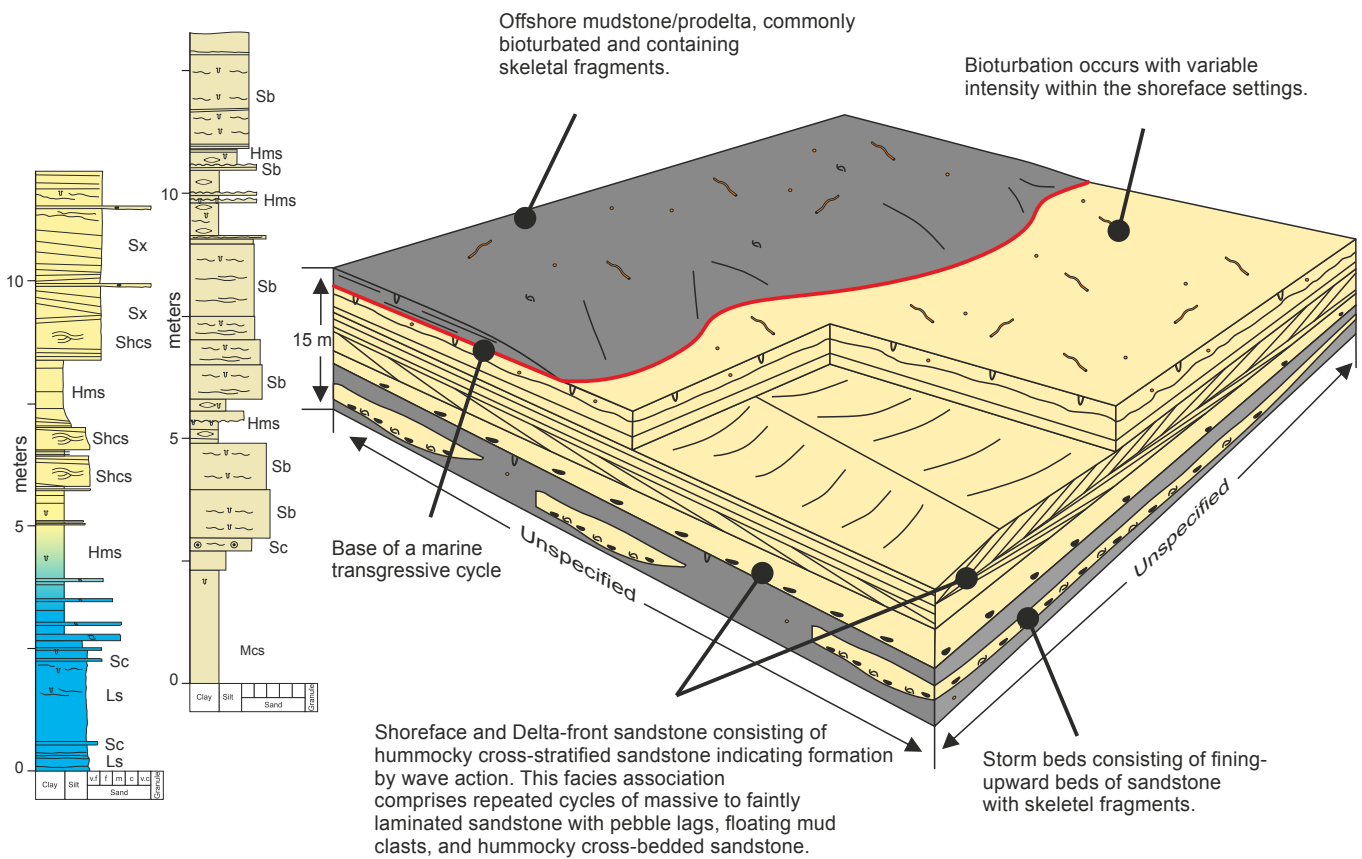 Offshore mudstone/prodelta, commonly
bioturbated and containing
skeletal fragments.
Bioturbation occurs with variable
intensity within the shoreface settings.
Sb
Hms
Sb
10
Hms
Sb
Sb
Hms
5
Sb
Sb
Sc
Mcs
0
meters
Clay
Silt
Sand
Granule
10
Sx
Sx
Shcs
Hms
Shcs
Shcs
5
Hms
Sc
Ls
Sc
Ls
0
meters
Clay
Silt
v.f
f
m
c
v.c
Sand
Granule
15 m
Unspecified
Unspecified
Base of a marine
transgressive cycle
Shoreface and Delta-front sandstone consisting of
hummocky cross-stratified sandstone indicating formation
by wave action. This facies association
comprises repeated cycles of massive to faintly
laminated sandstone with pebble lags, floating mud
clasts, and hummocky cross-bedded sandstone.
Storm beds consisting of fining-
upward beds of sandstone
with skeletel fragments.